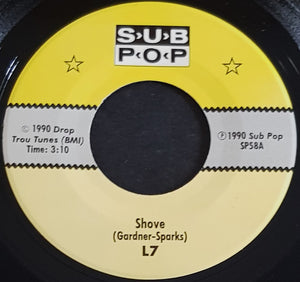 SUB
POP
© 1990 Drop
Trou Tunes (BMI)
Time: 3:10
℗ 1990 Sub Pop
SP58A
Shove
(Gardner-Sparks)
L7